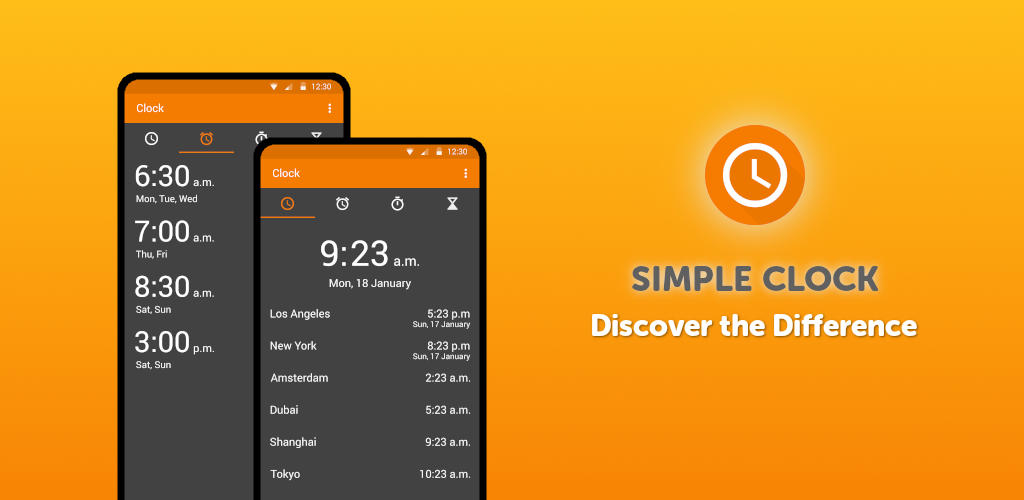 12:30
Clock
6:30 a.m.
Mon, Tue, Wed
7:00 a.m.
Thu, Fri
8:30 a.m.
Sat, Sun
3:00 p.m.
Sat, Sun
12:30
Clock
9:23 a.m.
Mon, 18 January
Los Angeles 5:23 p.m
Sun, 17 January
New York 8:23 p.m
Sun, 17 January
Amsterdam 2:23 a.m.
Dubai 5:23 a.m.
Shanghai 9:23 a.m.
Tokyo 10:23 a.m.
SIMPLE CLOCK
Discover the Difference